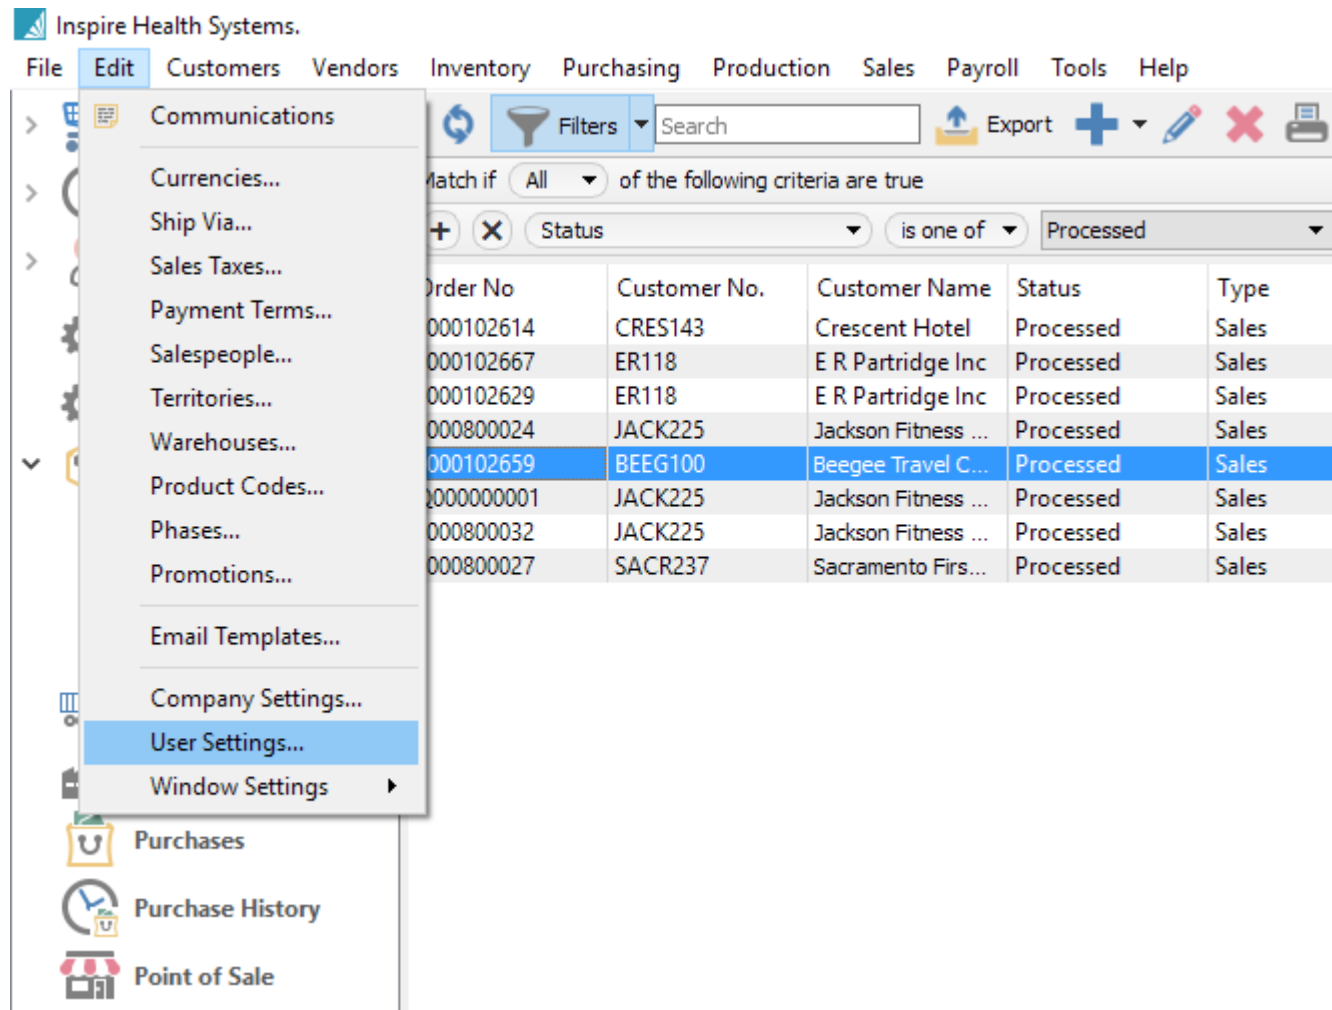 Inspire Health Systems.
File Edit Customers Vendors Inventory Purchasing Production Sales Payroll Tools Help
Communications
Currencies...
Ship Via...
Sales Taxes...
Payment Terms...
Salespeople...
Territories...
Warehouses...
Product Codes...
Phases...
Promotions...
Email Templates...
Company Settings...
User Settings...
Window Settings
Purchases
Purchase History
Point of Sale
Filters Search Export
Match if All of the following criteria are true
Status is one of Processed
Order No Customer No. Customer Name Status Type
000102614 CRES143 Crescent Hotel Processed Sales
000102667 ER118 E R Partridge Inc Processed Sales
000102629 ER118 E R Partridge Inc Processed Sales
000800024 JACK225 Jackson Fitness ... Processed Sales
000102659 BEEG100 Beegee Travel C... Processed Sales
Q000000001 JACK225 Jackson Fitness ... Processed Sales
000800032 JACK225 Jackson Fitness ... Processed Sales
000800027 SACR237 Sacramento Firs... Processed Sales